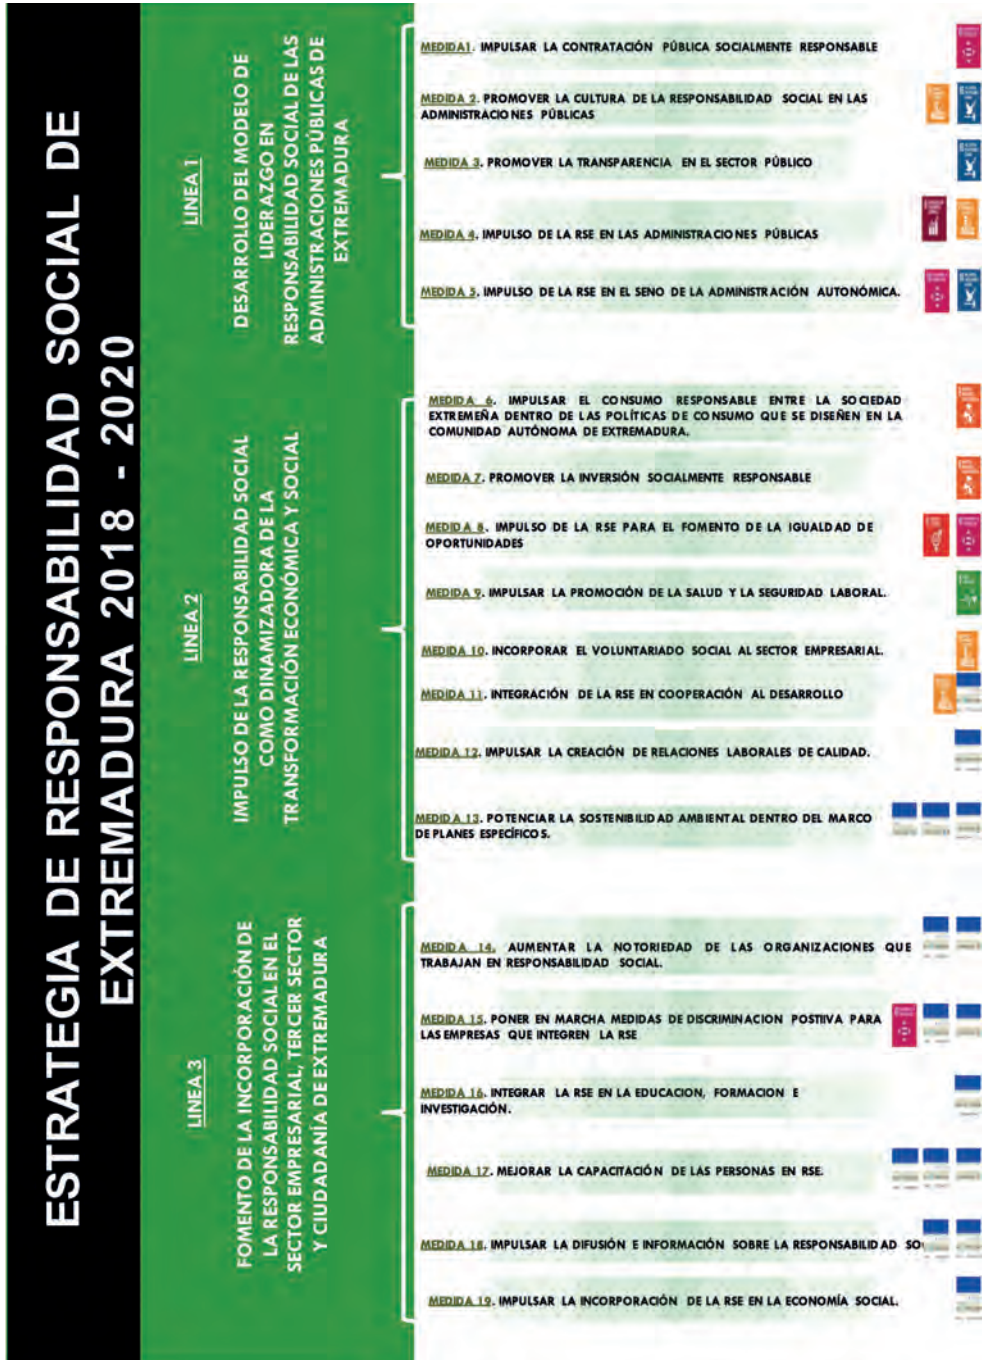 ESTRATEGIA DE RESPONSABILIDAD SOCIAL DE
EXTREMADURA 2018 - 2020
LINEA 1
DESARROLLO DEL MODELO DE
LIDERAZGO EN
RESPONSABILIDAD SOCIAL DE LAS
ADMINISTRACIONES PÚBLICAS DE
EXTREMADURA
MEDIDA1. IMPULSAR LA CONTRATACIÓN PÚBLICA SOCIALMENTE RESPONSABLE
MEDIDA 2. PROMOVER LA CULTURA DE LA RESPONSABILIDAD SOCIAL EN LAS
ADMINISTRACIONES PÚBLICAS
MEDIDA 3. PROMOVER LA TRANSPARENCIA EN EL SECTOR PÚBLICO
MEDIDA 4. IMPULSO DE LA RSE EN LAS ADMINISTRACIONES PÚBLICAS
MEDIDA 5. IMPULSO DE LA RSE EN EL SENO DE LA ADMINISTRACIÓN AUTONÓMICA.
LINEA 2
IMPULSO DE LA RESPONSABILIDAD SOCIAL
COMO DINAMIZADORA DE LA
TRANSFORMACIÓN ECONÓMICA Y SOCIAL
MEDIDA 6. IMPULSAR EL CONSUMO RESPONSABLE ENTRE LA SOCIEDAD
EXTREMEÑA DENTRO DE LAS POLÍTICAS DE CONSUMO QUE SE DISEÑEN EN LA
COMUNIDAD AUTÓNOMA DE EXTREMADURA.
MEDIDA 7. PROMOVER LA INVERSIÓN SOCIALMENTE RESPONSABLE
MEDIDA 8. IMPULSO DE LA RSE PARA EL FOMENTO DE LA IGUALDAD DE
OPORTUNIDADES
MEDIDA 9. IMPULSAR LA PROMOCIÓN DE LA SALUD Y LA SEGURIDAD LABORAL.
MEDIDA 10. INCORPORAR EL VOLUNTARIADO SOCIAL AL SECTOR EMPRESARIAL.
MEDIDA 11. INTEGRACIÓN DE LA RSE EN COOPERACIÓN AL DESARROLLO
MEDIDA 12. IMPULSAR LA CREACIÓN DE RELACIONES LABORALES DE CALIDAD.
MEDIDA 13. POTENCIAR LA SOSTENIBILIDAD AMBIENTAL DENTRO DEL MARCO
DE PLANES ESPECÍFICOS.
LINEA 3
FOMENTO DE LA INCORPORACIÓN DE
LA RESPONSABILIDAD SOCIAL EN EL
SECTOR EMPRESARIAL, TERCER SECTOR
Y CIUDADANÍA DE EXTREMADURA
MEDIDA 14. AUMENTAR LA NOTORIEDAD DE LAS ORGANIZACIONES QUE
TRABAJAN EN RESPONSABILIDAD SOCIAL.
MEDIDA 15. PONER EN MARCHA MEDIDAS DE DISCRIMINACION POSTIIVA PARA
LAS EMPRESAS QUE INTEGREN LA RSE
MEDIDA 16. INTEGRAR LA RSE EN LA EDUCACION, FORMACION E
INVESTIGACIÓN.
MEDIDA 17. MEJORAR LA CAPACITACIÓN DE LAS PERSONAS EN RSE.
MEDIDA 18. IMPULSAR LA DIFUSIÓN E INFORMACIÓN SOBRE LA RESPONSABILIDAD SO
MEDIDA 19. IMPULSAR LA INCORPORACIÓN DE LA RSE EN LA ECONOMÍA SOCIAL.